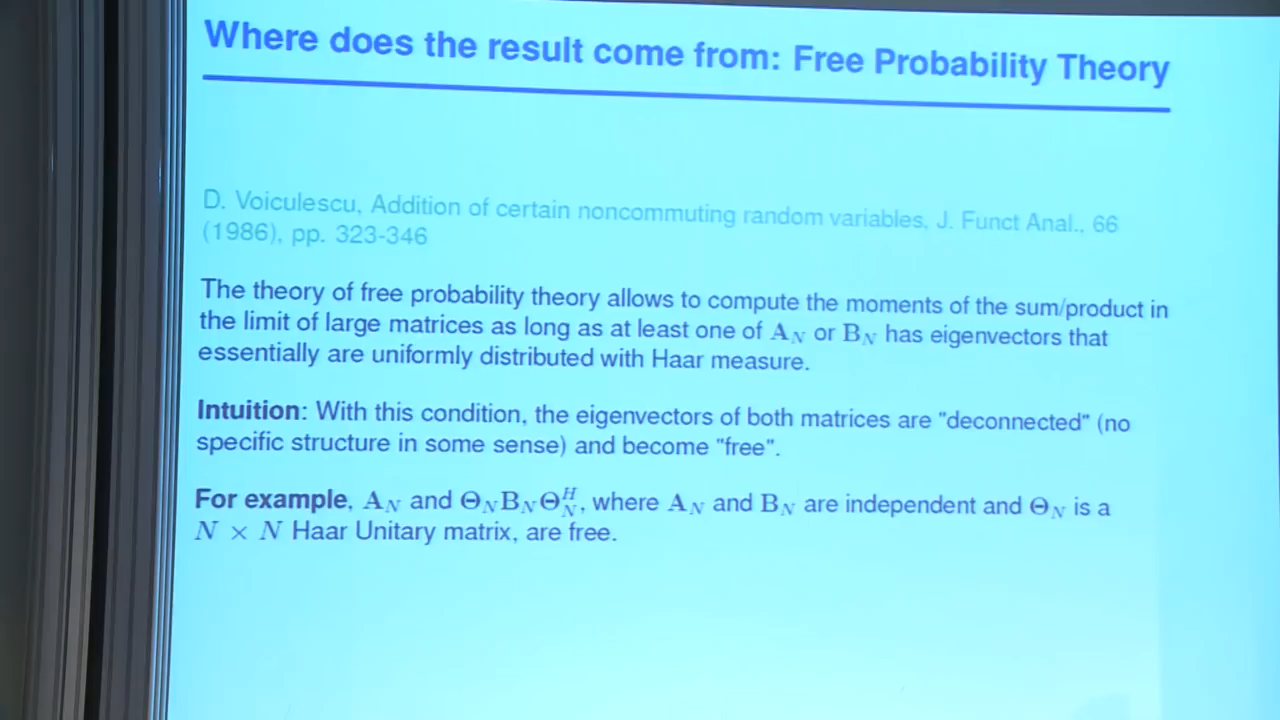 Where does the result come from: Free Probability Theory
D. Voiculescu, Addition of certain noncommuting random variables, J. Funct Anal., 66
(1986), pp. 323-346
The theory of free probability theory allows to compute the moments of the sum/product in
the limit of large matrices as long as at least one of A_N or B_N has eigenvectors that
essentially are uniformly distributed with Haar measure.
Intuition: With this condition, the eigenvectors of both matrices are "deconnected" (no
specific structure in some sense) and become "free".
For example, A_N and Θ_N B_N Θ_N^H, where A_N and B_N are independent and Θ_N is a
N × N Haar Unitary matrix, are free.